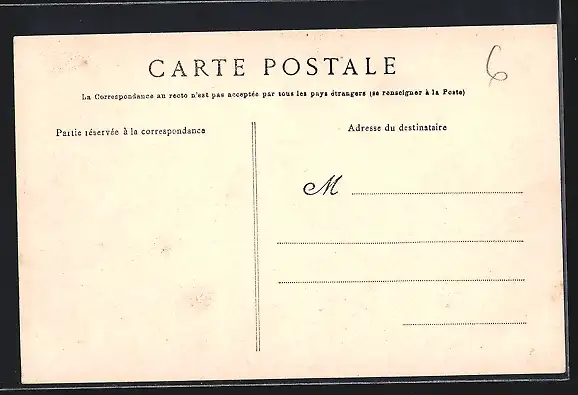 CARTE POSTALE
6
La Correspondance au recto n'est pas acceptée par tous les pays étrangers (se renseigner à la Poste)
Partie réservée à la correspondance
Adresse du destinataire
M